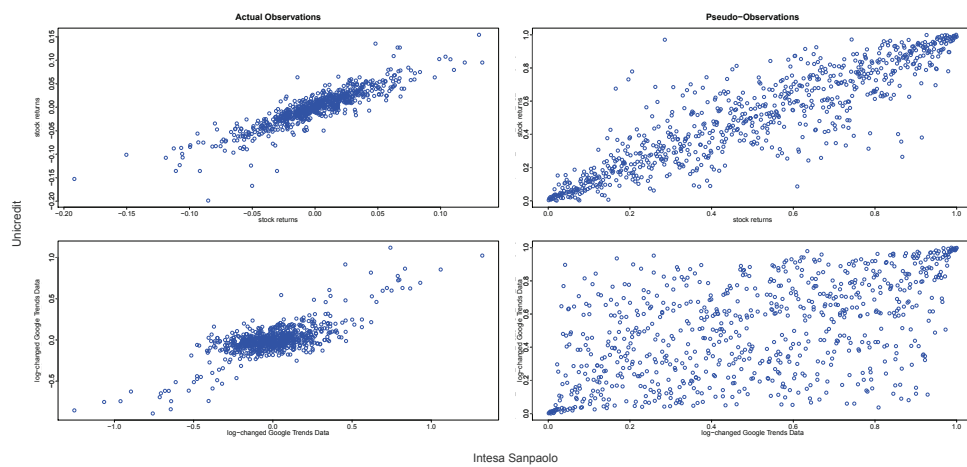 Actual Observations
Pseudo−Observations
0.15
0.10
0.05
0.00
−0.05
−0.10
−0.15
−0.20
stock returns
−0.20 −0.15 −0.10 −0.05 0.00 0.05 0.10
stock returns
1.0
0.8
0.6
0.4
0.2
0.0
stock returns
0.0 0.2 0.4 0.6 0.8 1.0
stock returns
Unicredit
1.0
0.5
0.0
−0.5
log−changed Google Trends Data
−1.0 −0.5 0.0 0.5 1.0
log−changed Google Trends Data
1.0
0.8
0.6
0.4
0.2
0.0
log−changed Google Trends Data
0.0 0.2 0.4 0.6 0.8 1.0
log−changed Google Trends Data
Intesa Sanpaolo